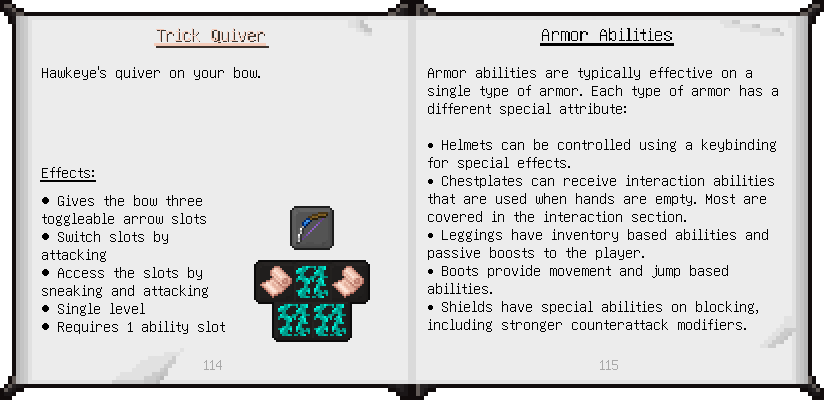 Trick Quiver
Hawkeye's quiver on your bow.
Effects:
• Gives the bow three
toggleable arrow slots
• Switch slots by
attacking
• Access the slots by
sneaking and attacking
• Single level
• Requires 1 ability slot
114
Armor Abilities
Armor abilities are typically effective on a
single type of armor. Each type of armor has a
different special attribute:
• Helmets can be controlled using a keybinding
for special effects.
• Chestplates can receive interaction abilities
that are used when hands are empty. Most are
covered in the interaction section.
• Leggings have inventory based abilities and
passive boosts to the player.
• Boots provide movement and jump based
abilities.
• Shields have special abilities on blocking,
including stronger counterattack modifiers.
115